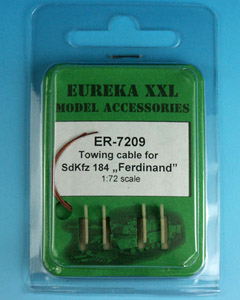 EUREKA XXL
MODEL ACCESSORIES
ER-7209
Towing cable for
SdKfz 184 „Ferdinand”
1:72 scale